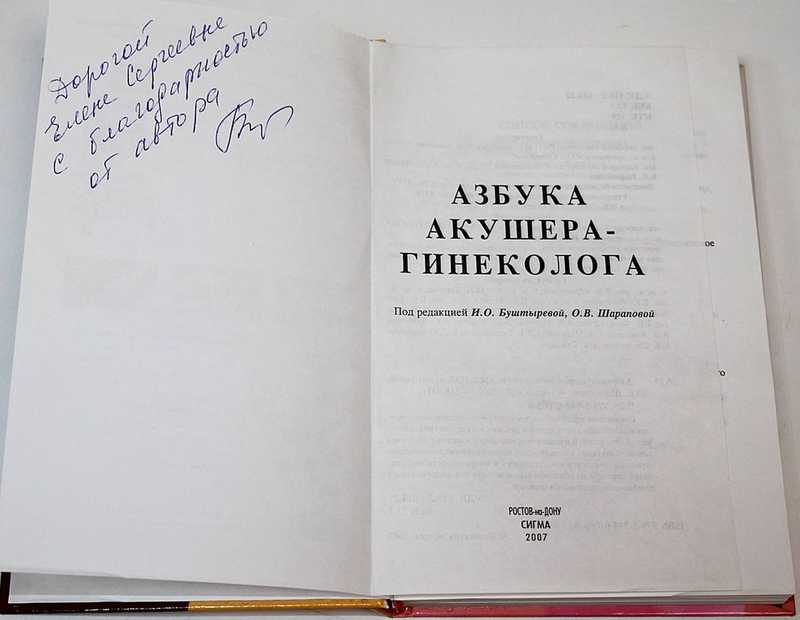 Дорогой
Елене Сергеевне
с благодарностью
от автора
АЗБУКА
АКУШЕРА-
ГИНЕКОЛОГА
Под редакцией И.О. Буштыревой, О.В. Шараповой
РОСТОВ-на-ДОНУ
СИГМА
2007